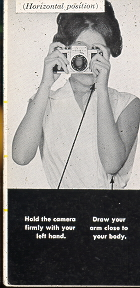 (Horizontal position)
Hold the camera
firmly with your
left hand.
Draw your
arm close to
your body.